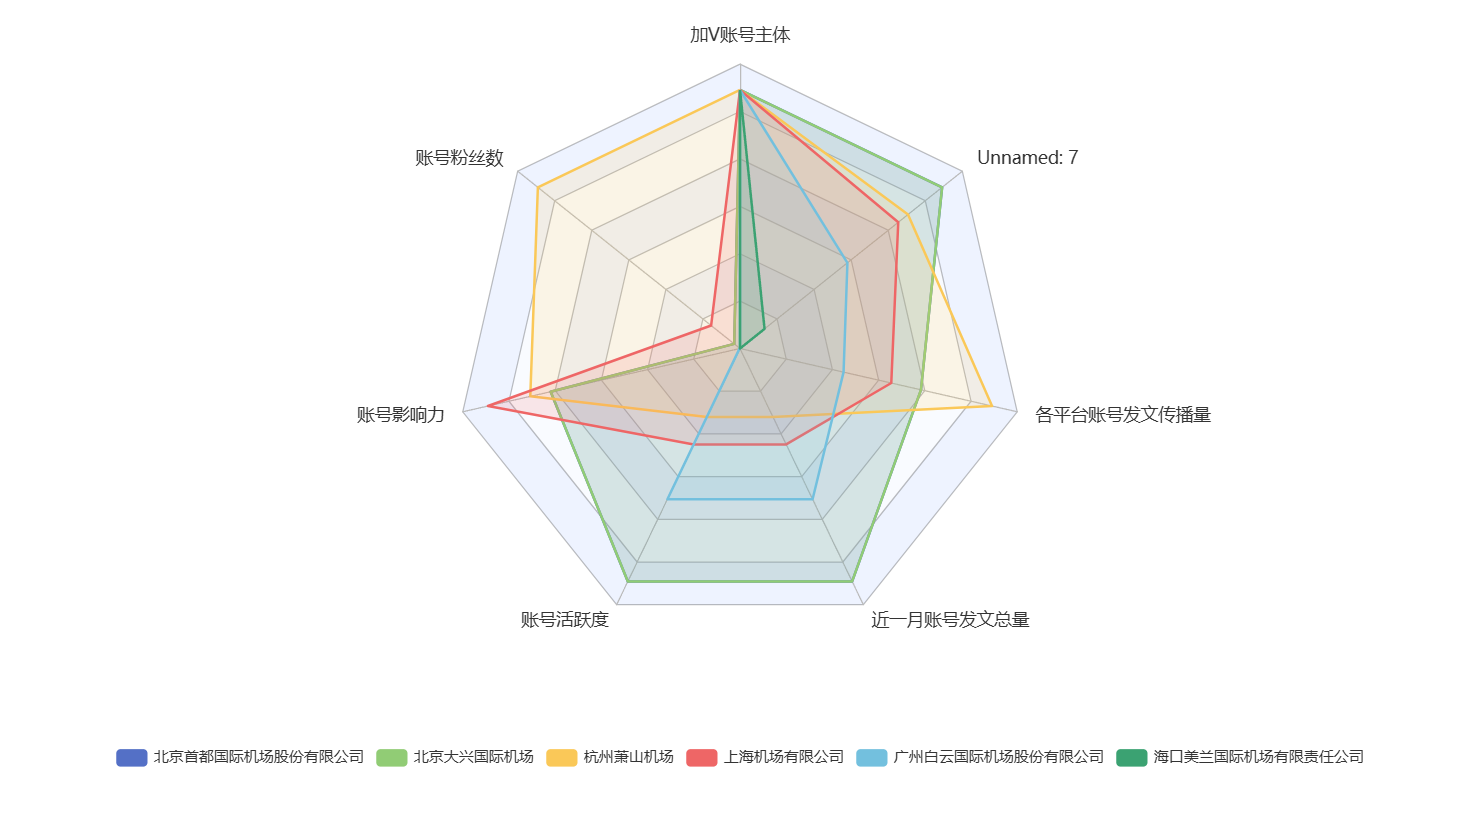 加V账号主体
账号粉丝数
Unnamed: 7
账号影响力
各平台账号发文传播量
账号活跃度
近一月账号发文总量
北京首都国际机场股份有限公司
北京大兴国际机场
杭州萧山机场
上海机场有限公司
广州白云国际机场股份有限公司
海口美兰国际机场有限责任公司